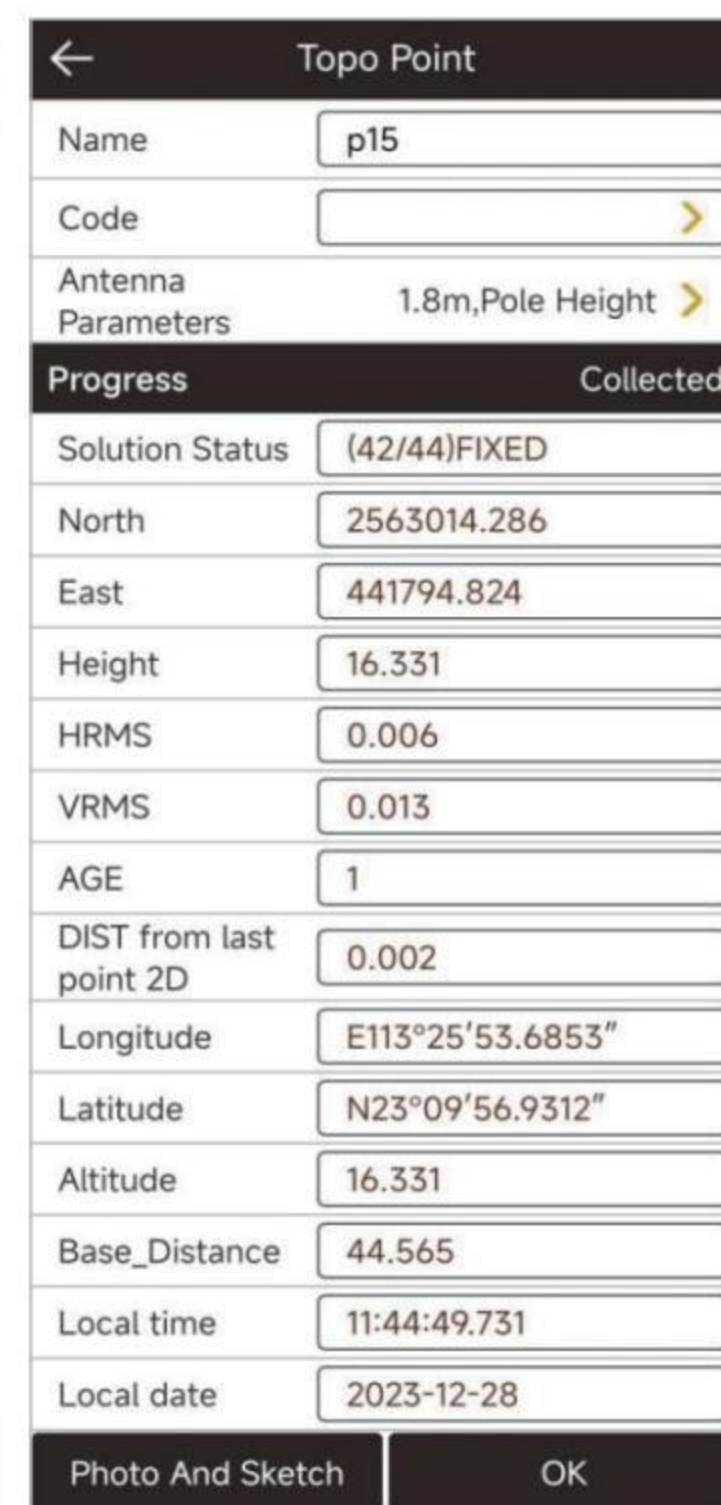 Topo Point
Name p15
Code
Antenna
Parameters 1.8m,Pole Height
Progress Collected
Solution Status (42/44)FIXED
North 2563014.286
East 441794.824
Height 16.331
HRMS 0.006
VRMS 0.013
AGE 1
DIST from last
point 2D 0.002
Longitude E113°25′53.6853″
Latitude N23°09′56.9312″
Altitude 16.331
Base_Distance 44.565
Local time 11:44:49.731
Local date 2023-12-28
Photo And Sketch OK